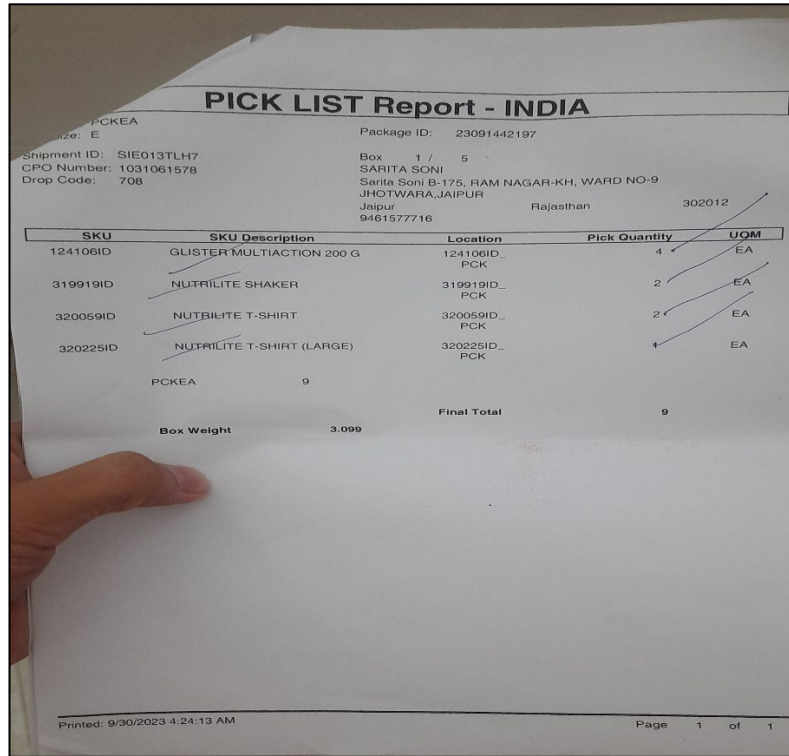 PICK LIST Report - INDIA
PCKEA
ze: E Package ID: 23091442197
Shipment ID: SIE013TLH7 Box 1 / 5
CPO Number: 1031061578 SARITA SONI
Drop Code: 708 Sarita Soni B-175, RAM NAGAR-KH, WARD NO-9
JHOTWARA,JAIPUR
Jaipur Rajasthan 302012
9461577716
SKU SKU Description Location Pick Quantity UOM
124106ID GLISTER MULTIACTION 200 G 124106ID_ 4 EA
PCK
319919ID NUTRILITE SHAKER 319919ID_ 2 EA
PCK
320059ID NUTRILITE T-SHIRT 320059ID_ 2 EA
PCK
320225ID NUTRILITE T-SHIRT (LARGE) 320225ID_ 1 EA
PCK
PCKEA 9
Final Total 9
Box Weight 3.099
Printed: 9/30/2023 4:24:13 AM Page 1 of 1